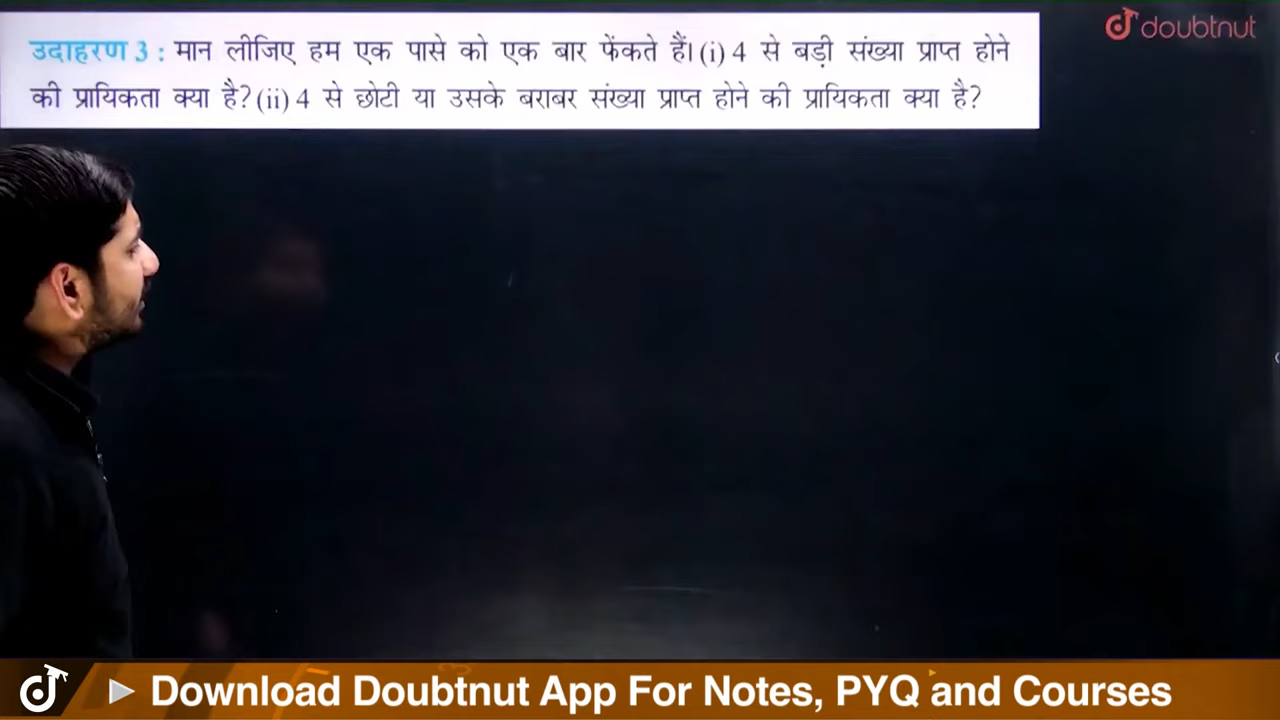 उदाहरण 3 : मान लीजिए हम एक पासे को एक बार फेंकते हैं। (i) 4 से बड़ी संख्या प्राप्त होने
की प्रायिकता क्या है? (ii) 4 से छोटी या उसके बराबर संख्या प्राप्त होने की प्रायिकता क्या है?
doubtnut
Download Doubtnut App For Notes, PYQ and Courses